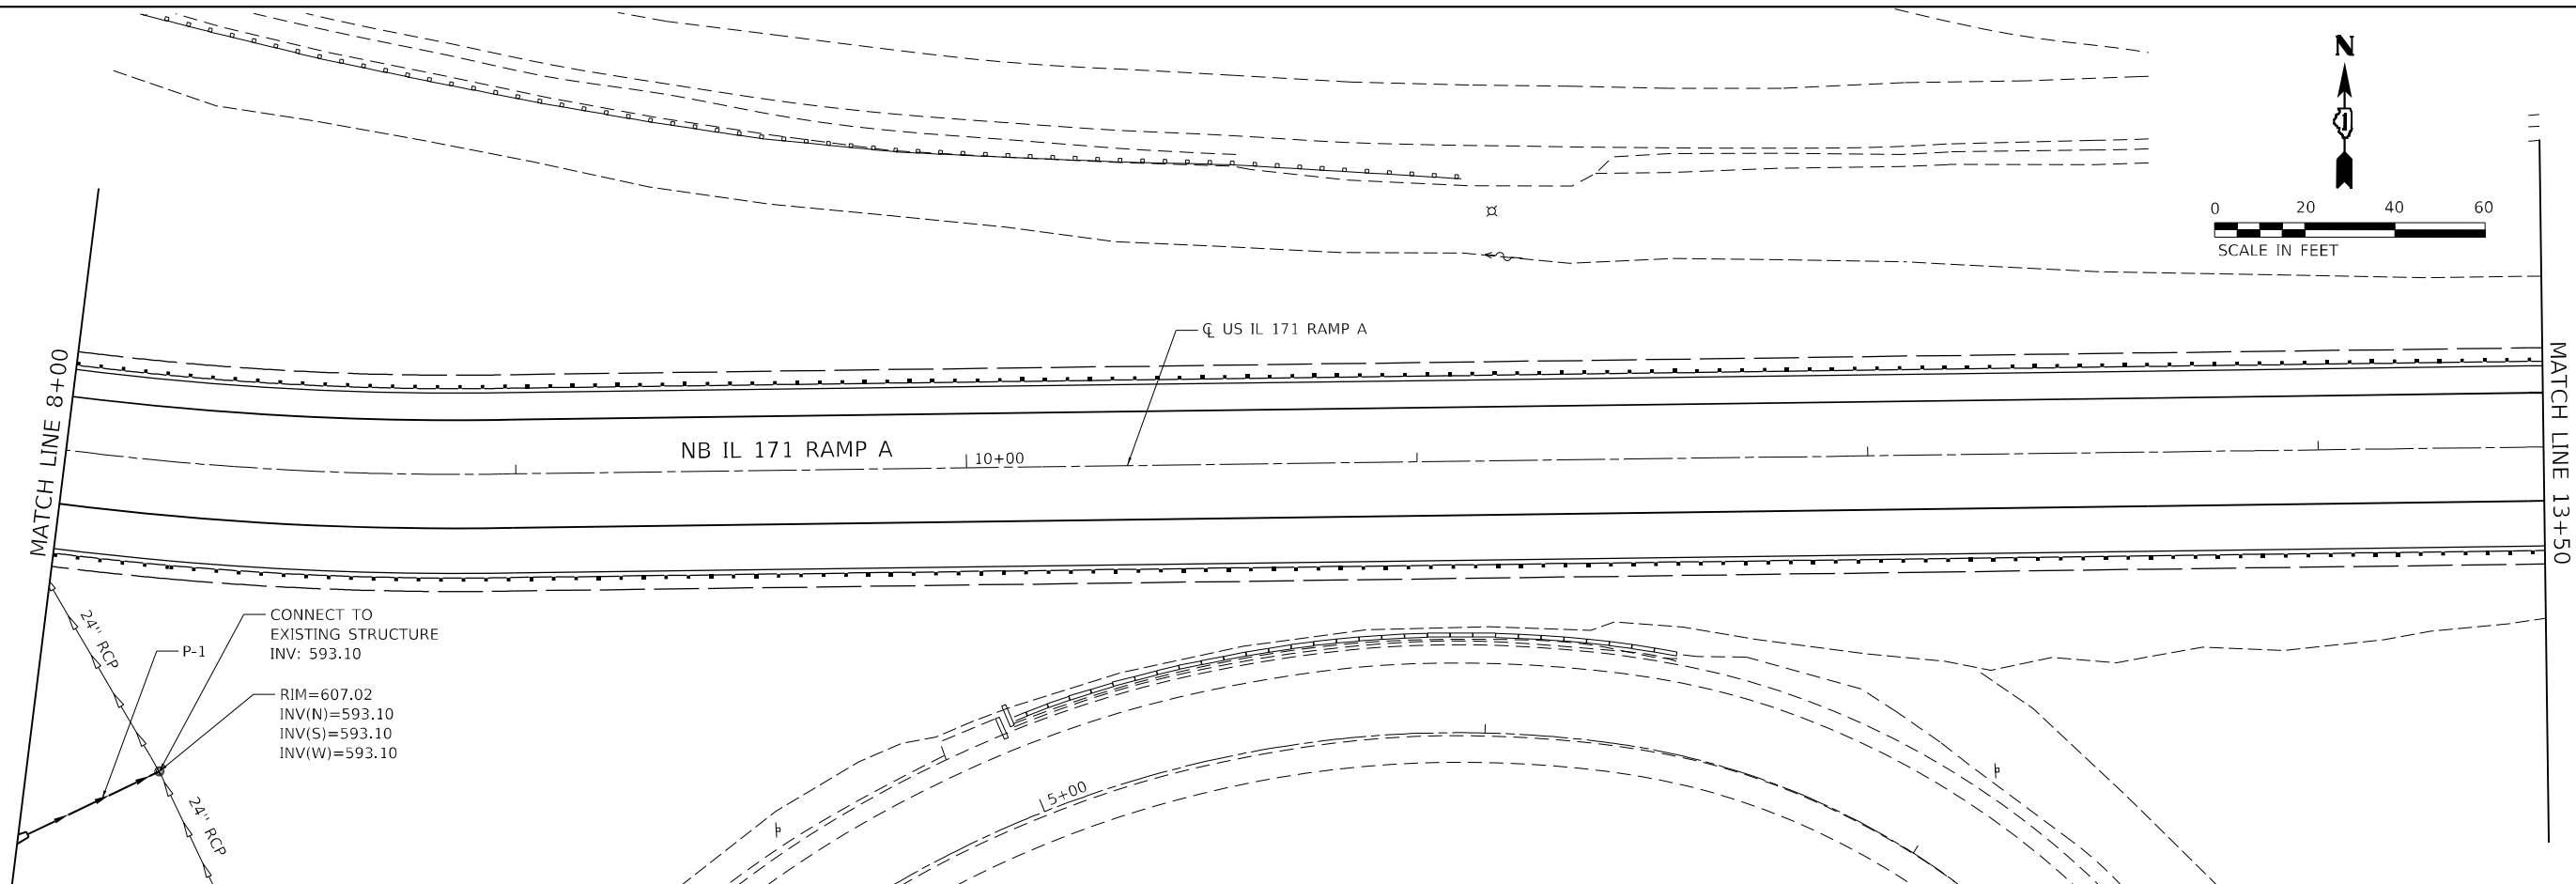 N
1
0 20 40 60
SCALE IN FEET
℄ US IL 171 RAMP A
MATCH LINE 8+00
MATCH LINE 13+50
NB IL 171 RAMP A
10+00
24" RCP
CONNECT TO
EXISTING STRUCTURE
INV: 593.10
P-1
RIM=607.02
INV(N)=593.10
INV(S)=593.10
INV(W)=593.10
24" RCP
5+00